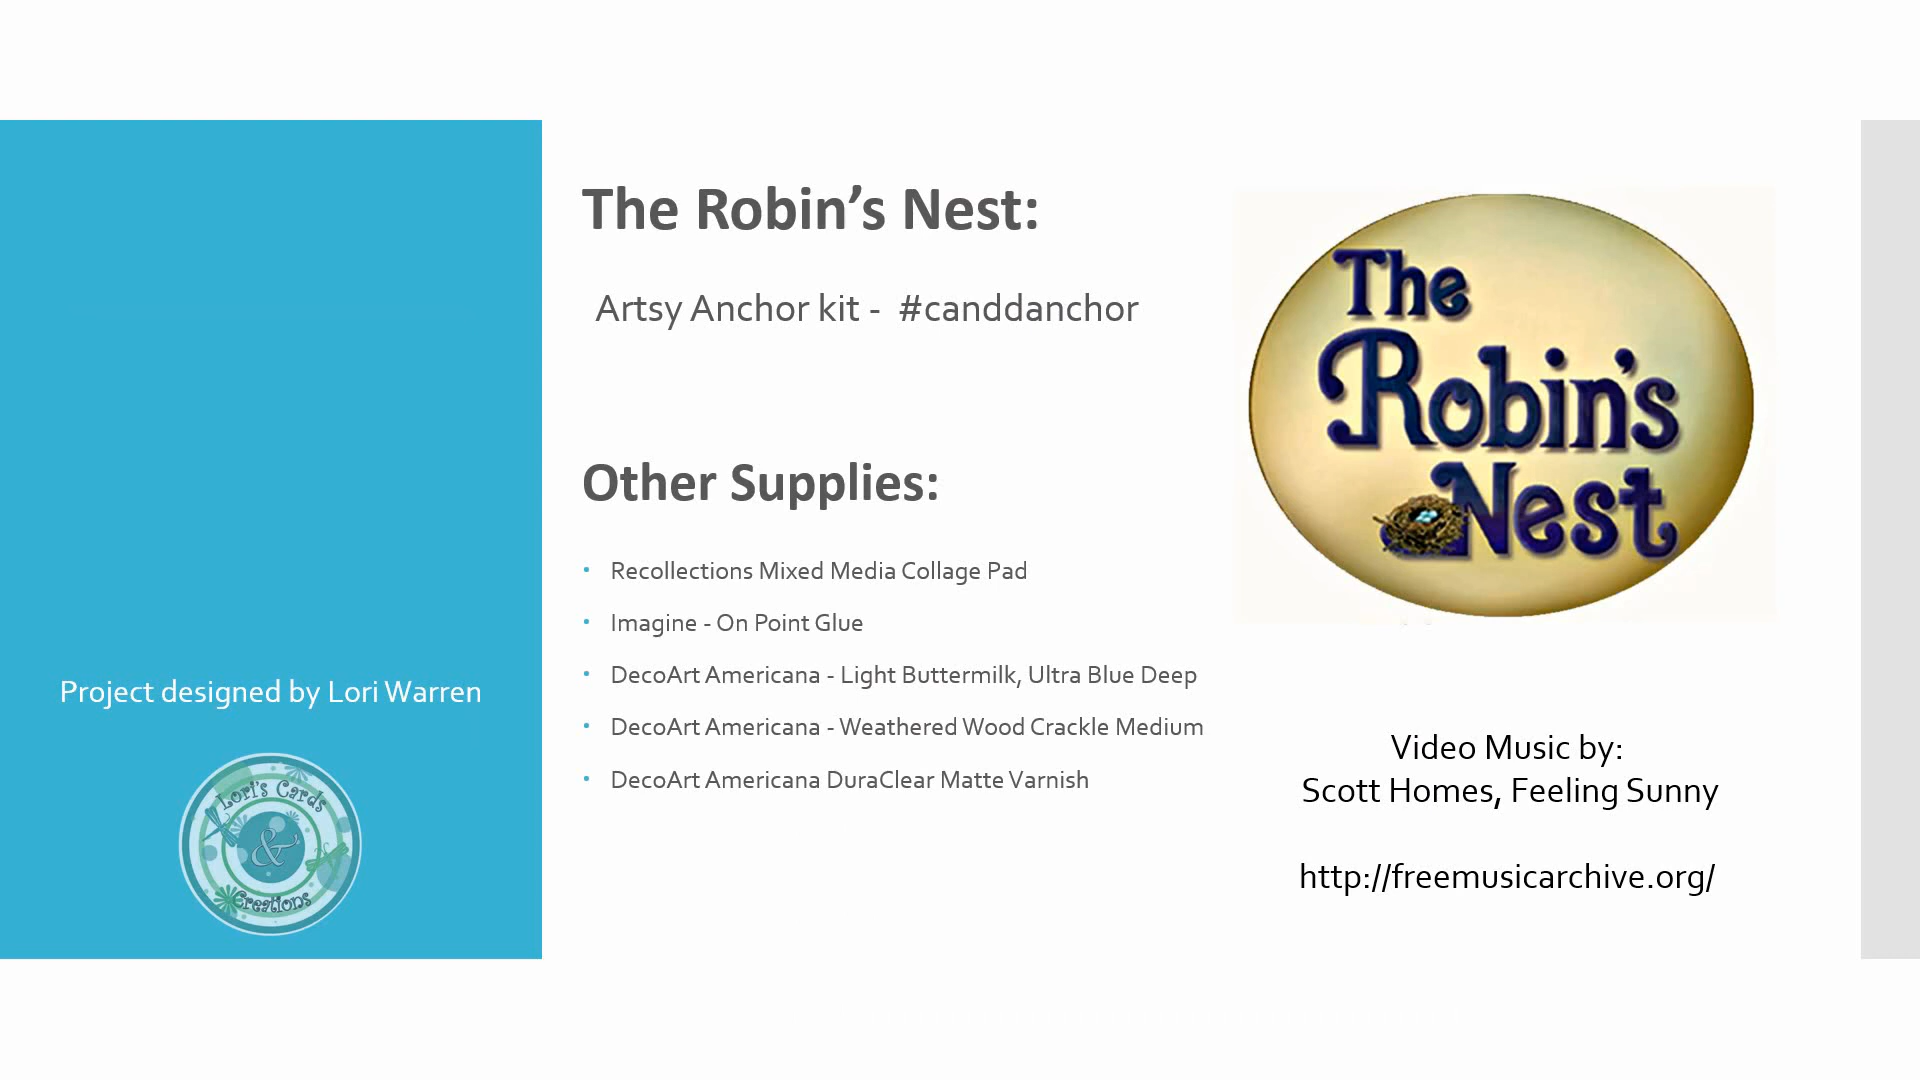 The Robin’s Nest:
Artsy Anchor kit - #canddanchor
Other Supplies:
• Recollections Mixed Media Collage Pad
• Imagine - On Point Glue
• DecoArt Americana - Light Buttermilk, Ultra Blue Deep
• DecoArt Americana - Weathered Wood Crackle Medium
• DecoArt Americana DuraClear Matte Varnish
Project designed by Lori Warren
Lori's Cards
&
Creations
The
Robin's
Nest
Video Music by:
Scott Homes, Feeling Sunny
http://freemusicarchive.org/